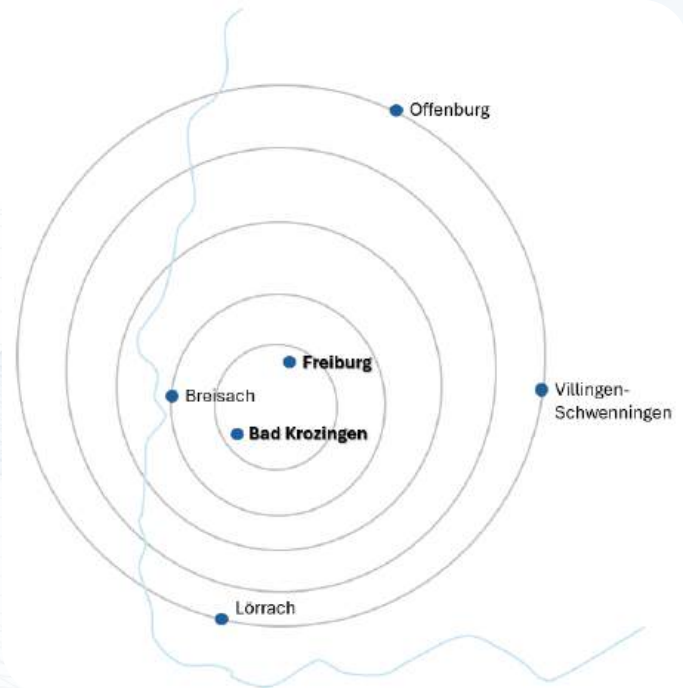 Offenburg
Freiburg
Villingen-
Schwenningen
Breisach
Bad Krozingen
Lörrach